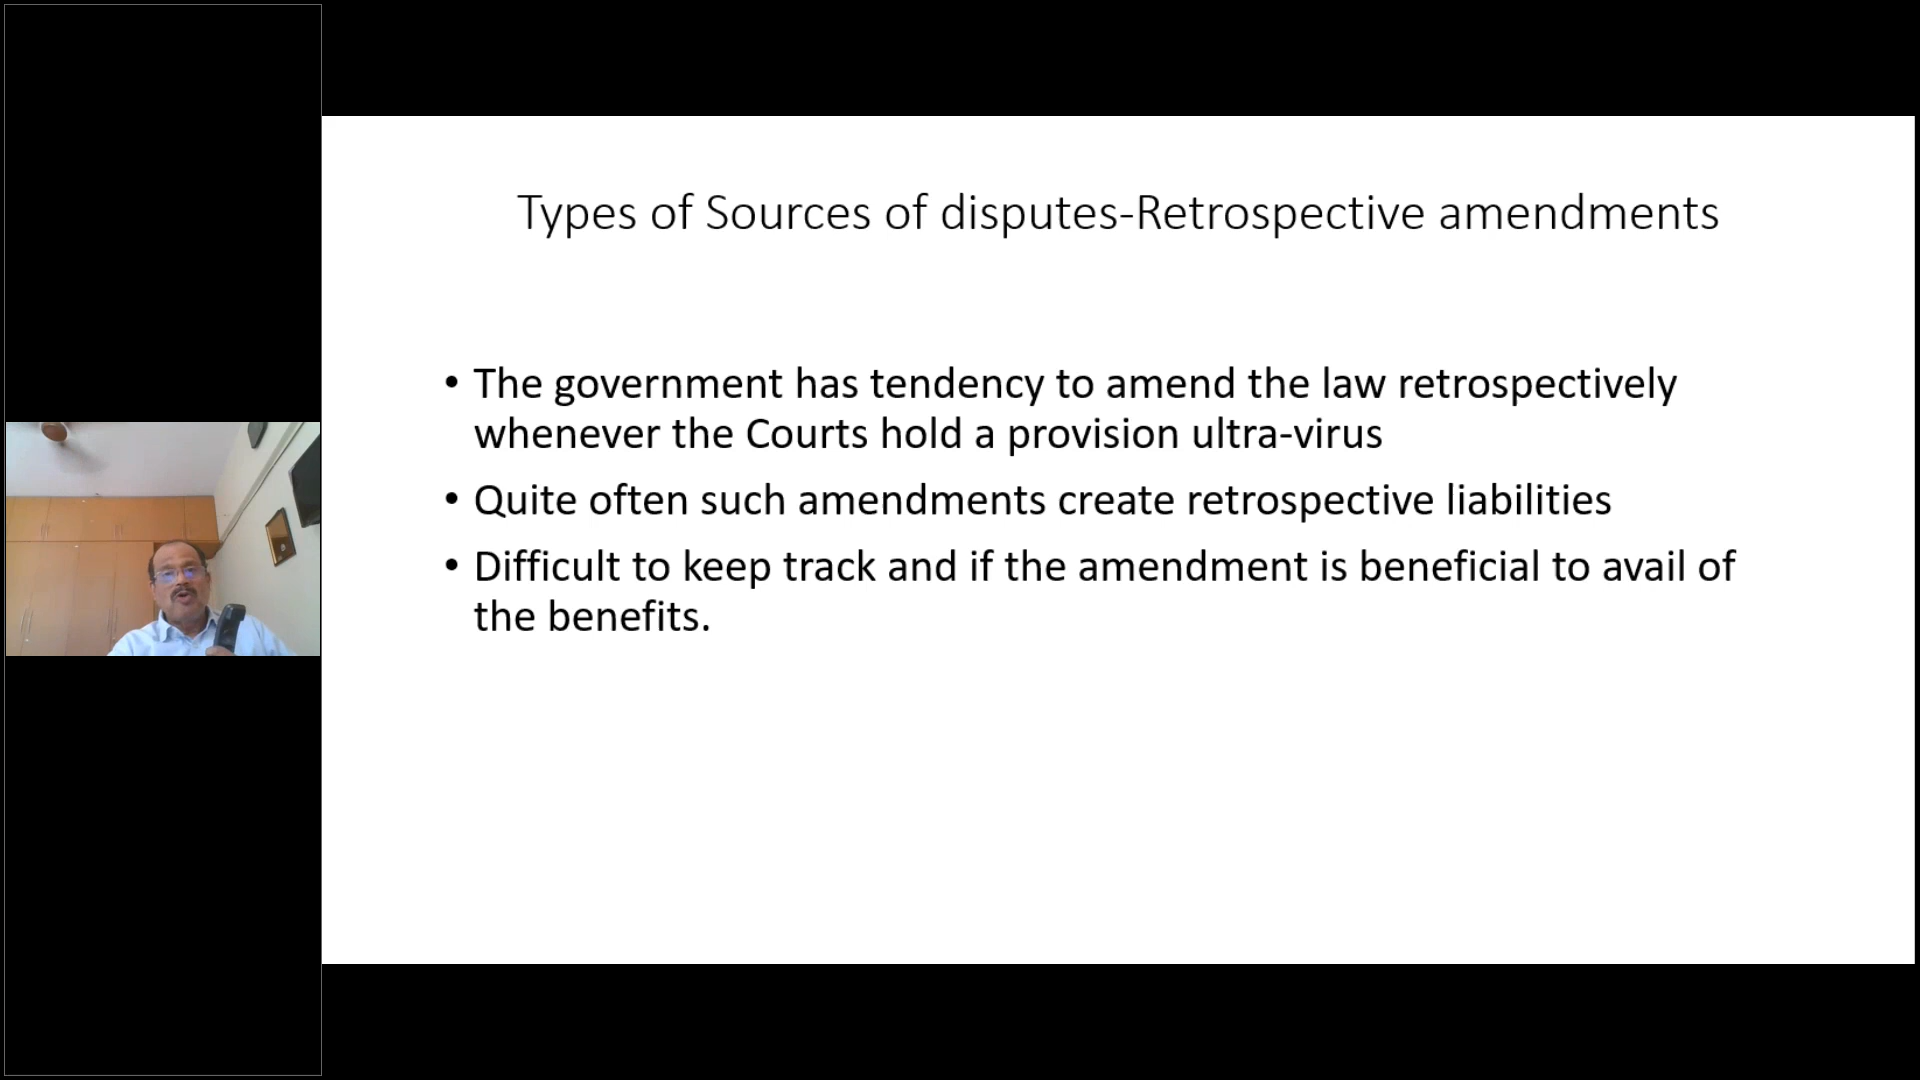 Types of Sources of disputes-Retrospective amendments
• The government has tendency to amend the law retrospectively
whenever the Courts hold a provision ultra-virus
• Quite often such amendments create retrospective liabilities
• Difficult to keep track and if the amendment is beneficial to avail of
the benefits.